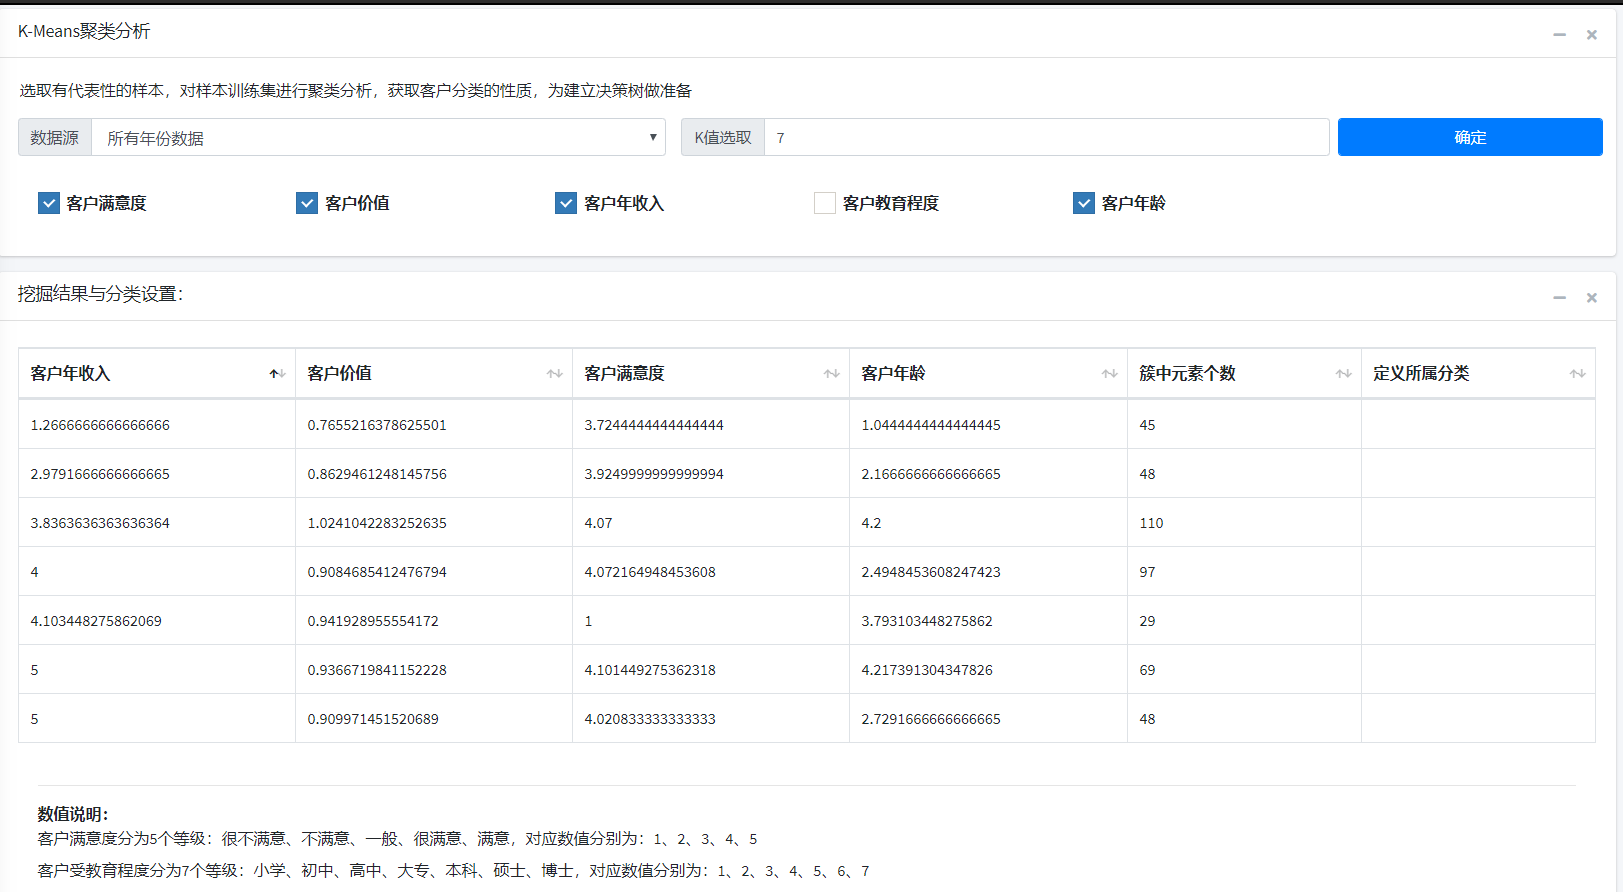 K-Means聚类分析
选取有代表性的样本，对样本训练集进行聚类分析，获取客户分类的性质，为建立决策树做准备
数据源 所有年份数据 K值选取 7 确定
客户满意度 客户价值 客户年收入 客户教育程度 客户年龄
挖掘结果与分类设置：
客户年收入 客户价值 客户满意度 客户年龄 簇中元素个数 定义所属分类
1.2666666666666666 0.7655216378625501 3.7244444444444444 1.0444444444444445 45
2.9791666666666665 0.8629461248145756 3.9249999999999994 2.1666666666666665 48
3.8363636363636364 1.0241042283252635 4.07 4.2 110
4 0.9084685412476794 4.072164948453608 2.4948453608247423 97
4.103448275862069 0.941928955554172 1 3.793103448275862 29
5 0.9366719841152228 4.101449275362318 4.217391304347826 69
5 0.909971451520689 4.020833333333333 2.7291666666666665 48
数值说明：
客户满意度分为5个等级：很不满意、不满意、一般、很满意、满意，对应数值分别为：1、2、3、4、5
客户受教育程度分为7个等级：小学、初中、高中、大专、本科、硕士、博士，对应数值分别为：1、2、3、4、5、6、7